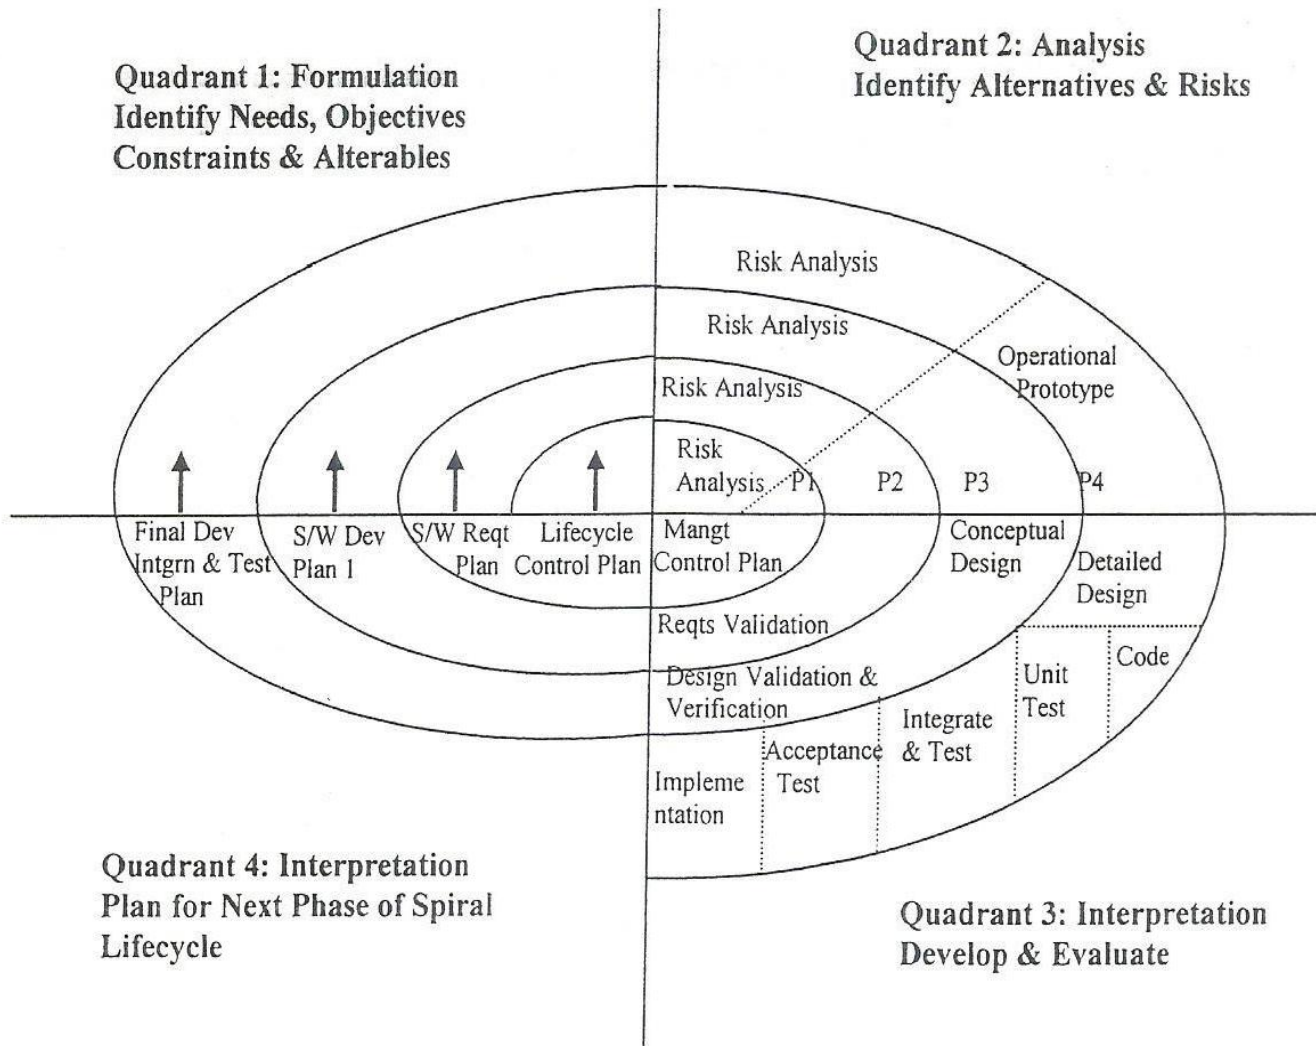 Quadrant 1: Formulation
Identify Needs, Objectives
Constraints & Alterables
Quadrant 2: Analysis
Identify Alternatives & Risks
Risk Analysis
Risk Analysis
Operational
Prototype
Risk Analysis
Risk
Analysis
P1
P2
P3
P4
Final Dev
Intgrn & Test
Plan
S/W Dev
Plan 1
S/W Reqt
Plan
Lifecycle
Control Plan
Mangt
Control Plan
Conceptual
Design
Detailed
Design
Reqts Validation
Design Validation &
Verification
Code
Unit
Test
Integrate
& Test
Acceptance
Test
Impleme
ntation
Quadrant 4: Interpretation
Plan for Next Phase of Spiral
Lifecycle
Quadrant 3: Interpretation
Develop & Evaluate